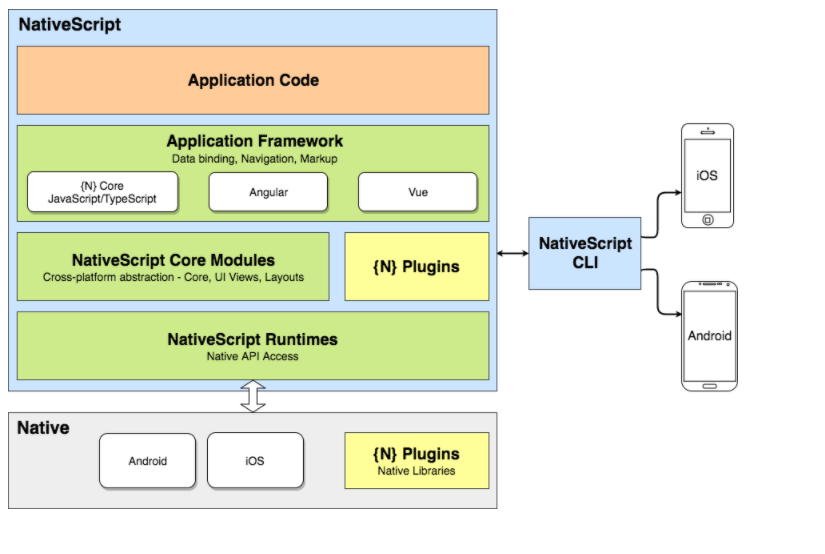 NativeScript
Application Code
Application Framework
Data binding, Navigation, Markup
{N} Core
JavaScript/TypeScript
Angular
Vue
NativeScript Core Modules
Cross-platform abstraction - Core, UI Views, Layouts
{N} Plugins
NativeScript Runtimes
Native API Access
Native
Android
iOS
{N} Plugins
Native Libraries
NativeScript
CLI
iOS
Android